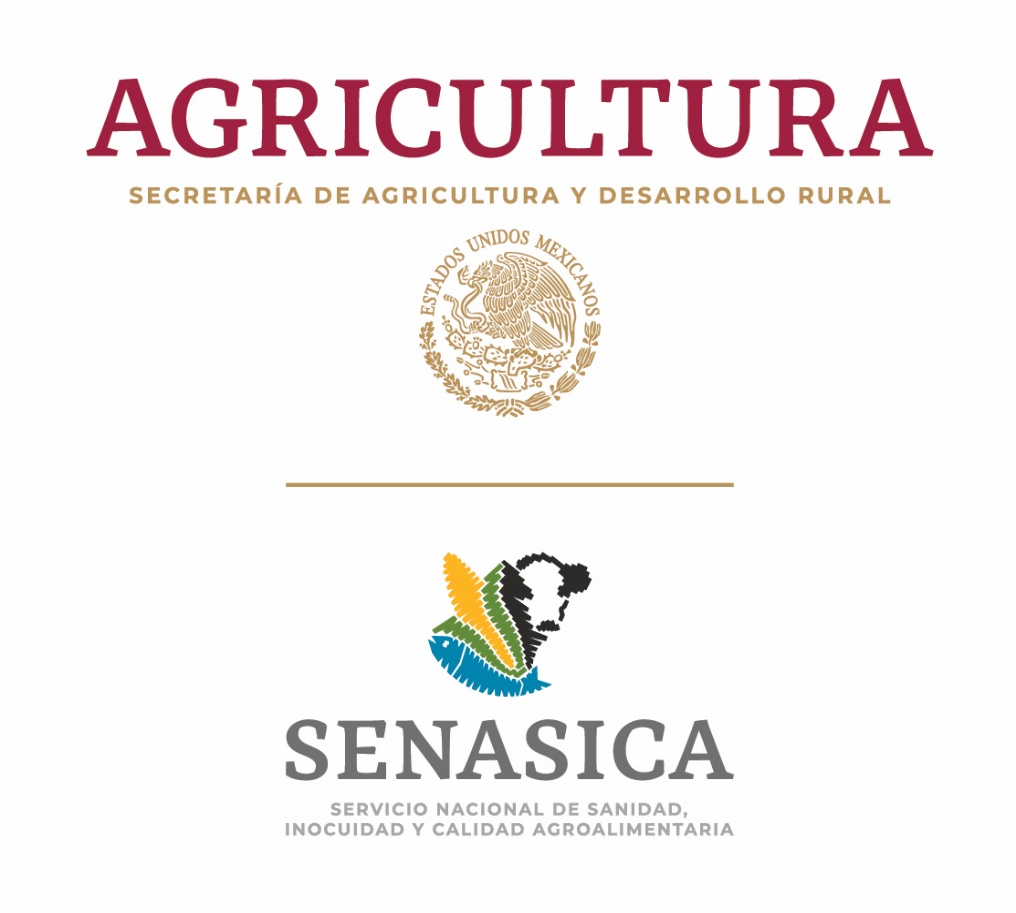 AGRICULTURA
SECRETARÍA DE AGRICULTURA Y DESARROLLO RURAL
ESTADOS UNIDOS MEXICANOS
SENASICA
SERVICIO NACIONAL DE SANIDAD,
INOCUIDAD Y CALIDAD AGROALIMENTARIA